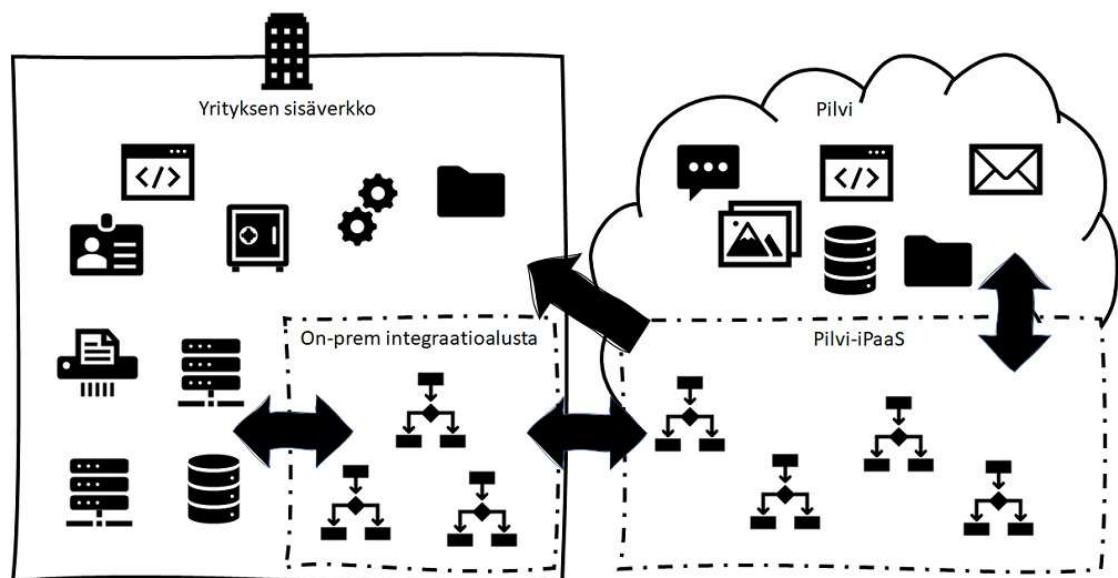 Yrityksen sisäverkko
Pilvi
</>
</>
On-prem integraatioalusta
Pilvi-iPaaS